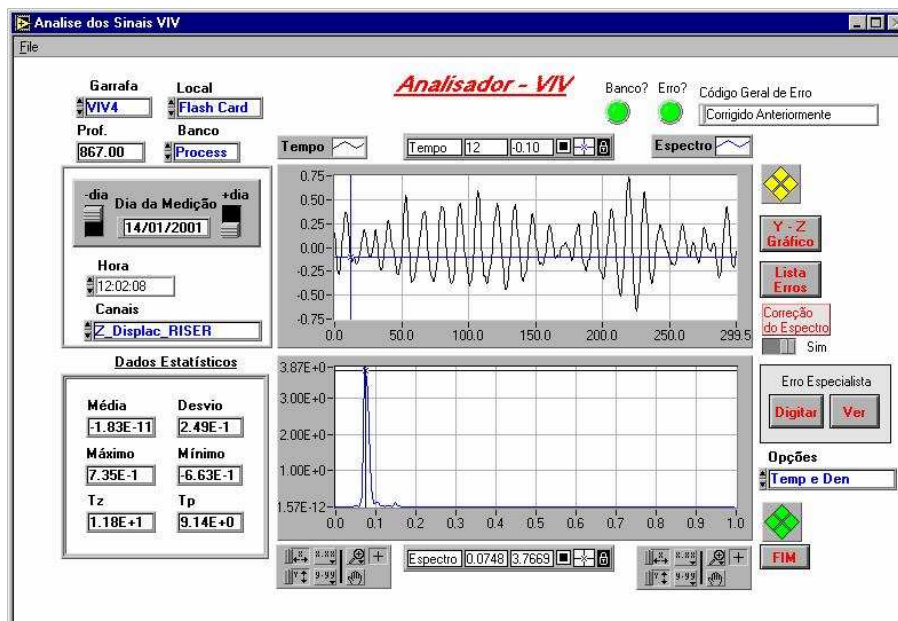 Analise dos Sinais VIV
File
Garrafa
Local
VIV4
Flash Card
Prof.
Banco
867.00
Process
Analisador - VIV
Banco?
Erro?
Código Geral de Erro
Corrigido Anteriormente
Tempo
Tempo 12 -0.10
Espectro
-dia
+dia
Dia da Medição
14/01/2001
Hora
12:02:08
Canais
Z_Displac_RISER
0.75
0.50
0.25
0.00
-0.25
-0.50
-0.75
0.0 50.0 100.0 150.0 200.0 250.0 299.5
Y - Z
Gráfico
Lista
Erros
Correção
do Espectro
Sim
Dados Estatísticos
Média
Desvio
-1.83E-11
2.49E-1
Máximo
Mínimo
7.35E-1
-6.63E-1
Tz
Tp
1.18E+1
9.14E+0
3.87E+0
3.00E+0
2.00E+0
1.00E+0
1.57E-12
0.0 0.1 0.2 0.3 0.4 0.5 0.6 0.7 0.8 0.9 1.0
Erro Especialista
Digitar
Ver
Opções
Temp e Den
FIM
Espectro 0.0748 3.7669
X
X.XX
Y
Y.YY
X
X.XX
Y
Y.YY